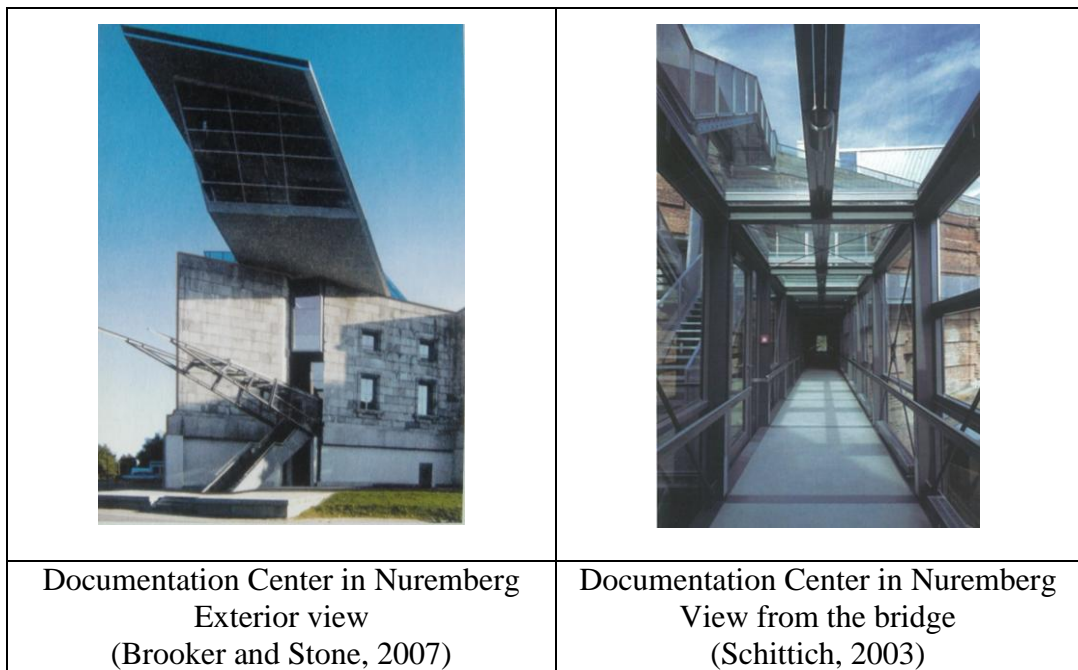 Documentation Center in Nuremberg
Exterior view
(Brooker and Stone, 2007)
Documentation Center in Nuremberg
View from the bridge
(Schittich, 2003)